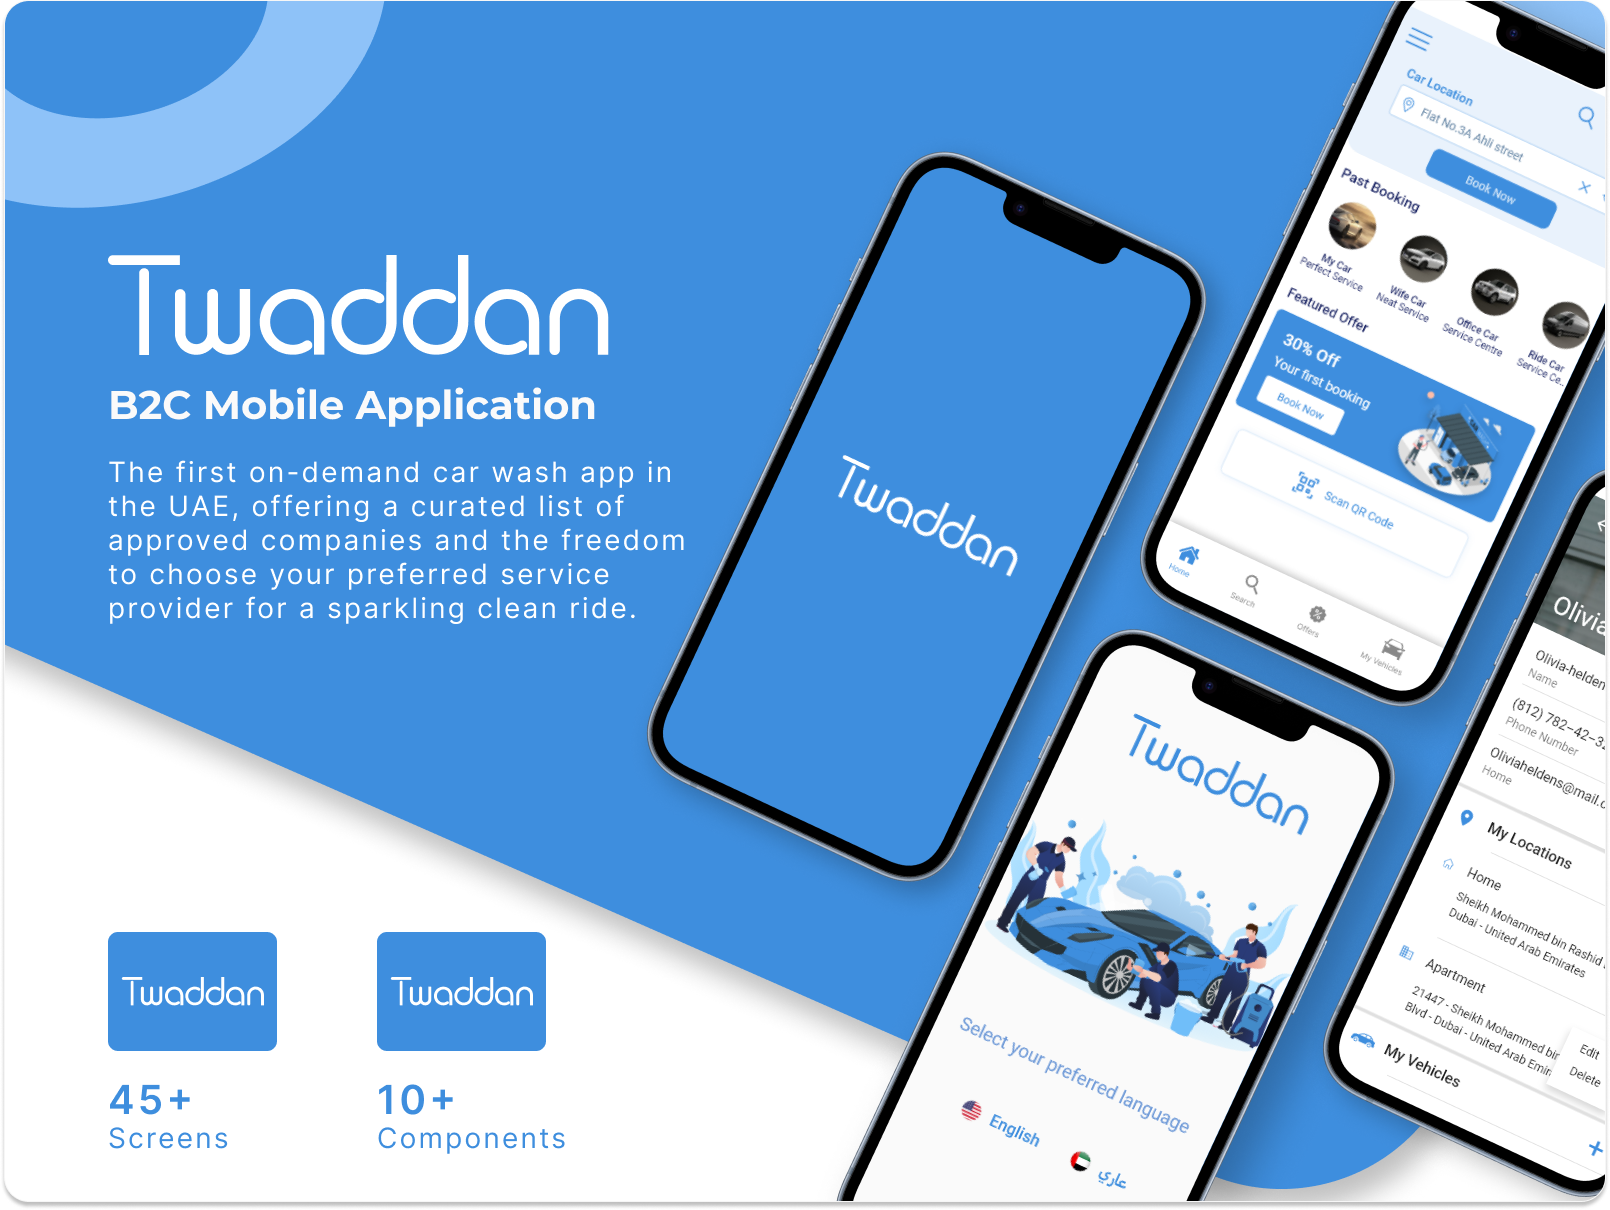 Twaddan
B2C Mobile Application
The first on-demand car wash app in
the UAE, offering a curated list of
approved companies and the freedom
to choose your preferred service
provider for a sparkling clean ride.
Twaddan
Twaddan
45+
Screens
10+
Components
Twaddan
Car Location
Flat No.3A Ahli street
Book Now
Past Booking
My Car
Perfect Service
Wife Car
Neat Service
Office Car
Service Centre
Ride Car
Service Ce..
Featured Offer
30% Off
Your first booking
Book Now
Scan QR Code
Home
Search
Offers
My Vehicles
Twaddan
Select your preferred language
English
عاري
Olivia
Olivia-helden
Name
(812) 782-42-32
Phone Number
Oliviaheldens@mail.c
Home
My Locations
Home
Sheikh Mohammed bin Rashid
Dubai - United Arab Emirates
Apartment
21447 - Sheikh Mohammed bin
Blvd - Dubai - United Arab Emir
Edit
Delete
My Vehicles